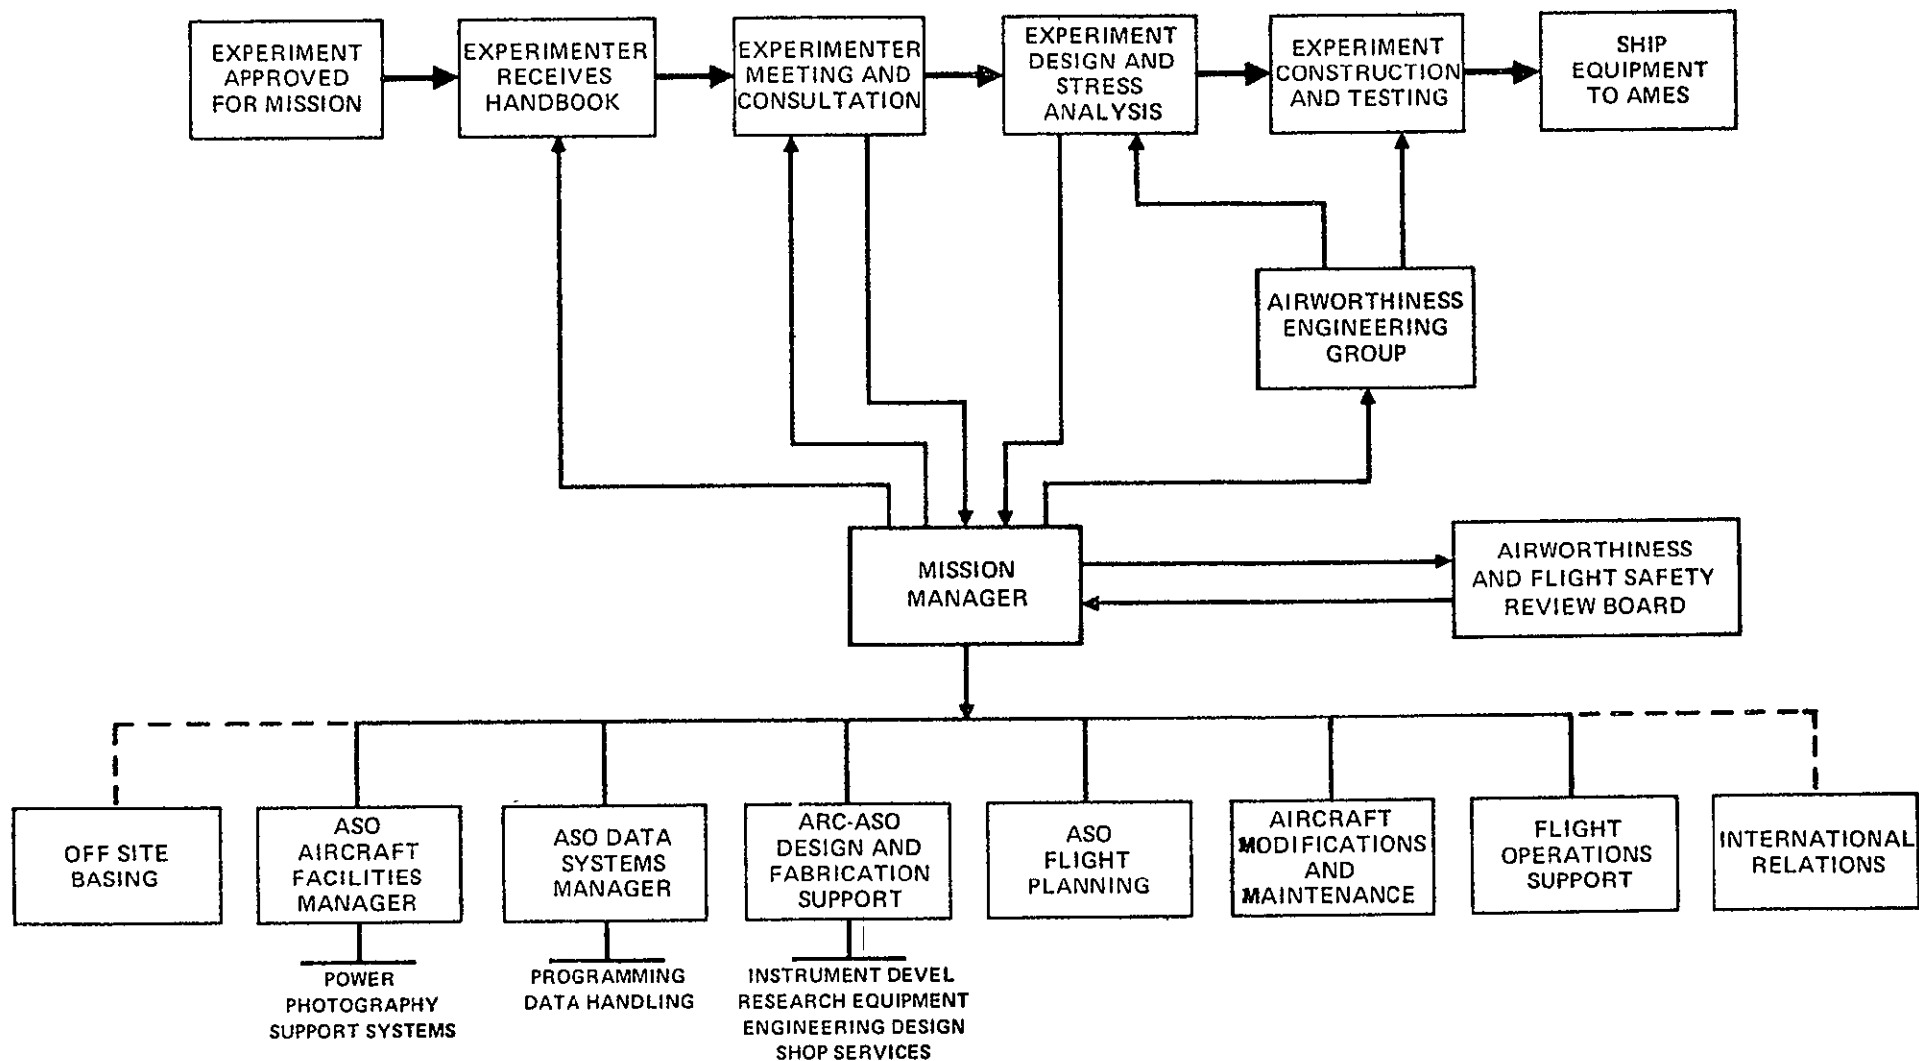 EXPERIMENT
APPROVED
FOR MISSION
EXPERIMENTER
RECEIVES
HANDBOOK
EXPERIMENTER
MEETING AND
CONSULTATION
EXPERIMENT
DESIGN AND
STRESS
ANALYSIS
EXPERIMENT
CONSTRUCTION
AND TESTING
SHIP
EQUIPMENT
TO AMES
AIRWORTHINESS
ENGINEERING
GROUP
MISSION
MANAGER
AIRWORTHINESS
AND FLIGHT SAFETY
REVIEW BOARD
OFF SITE
BASING
ASO
AIRCRAFT
FACILITIES
MANAGER
ASO DATA
SYSTEMS
MANAGER
ARC-ASO
DESIGN AND
FABRICATION
SUPPORT
ASO
FLIGHT
PLANNING
AIRCRAFT
MODIFICATIONS
AND
MAINTENANCE
FLIGHT
OPERATIONS
SUPPORT
INTERNATIONAL
RELATIONS
POWER
PHOTOGRAPHY
SUPPORT SYSTEMS
PROGRAMMING
DATA HANDLING
INSTRUMENT DEVEL
RESEARCH EQUIPMENT
ENGINEERING DESIGN
SHOP SERVICES